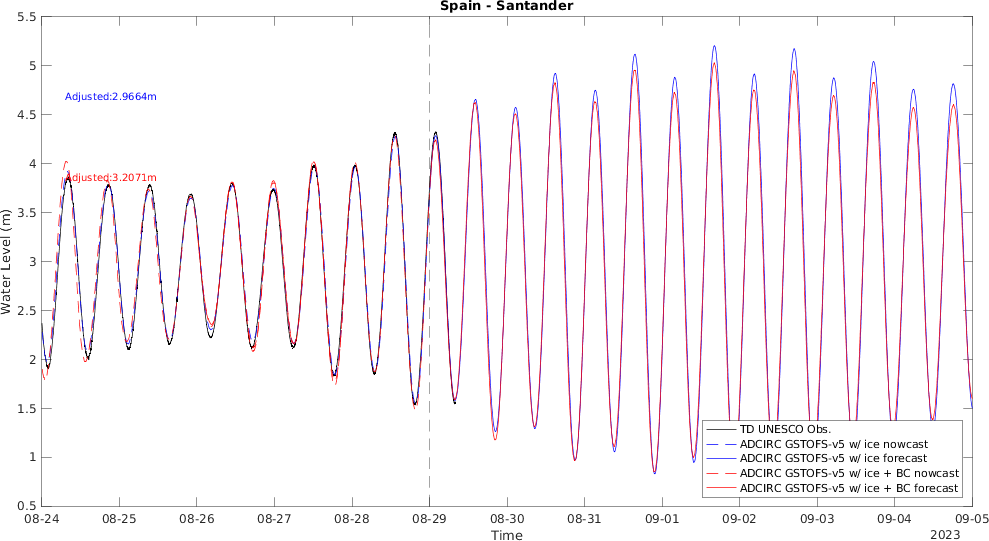 Spain - Santander
5.5
5
4.5
4
3.5
3
2.5
2
1.5
1
0.5
Water Level (m)
Adjusted:2.9664m
Adjusted:3.2071m
TD UNESCO Obs.
ADCIRC GSTOFS-v5 w/ ice nowcast
ADCIRC GSTOFS-v5 w/ ice forecast
ADCIRC GSTOFS-v5 w/ ice + BC nowcast
ADCIRC GSTOFS-v5 w/ ice + BC forecast
08-24 08-25 08-26 08-27 08-28 08-29 08-30 08-31 09-01 09-02 09-03 09-04 09-05
Time
2023